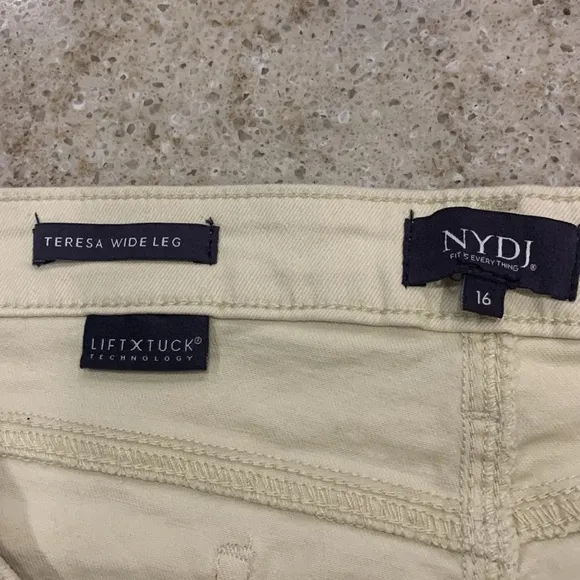 TERESA WIDE LEG
NYDJ®
FIT IS EVERYTHING
16
LIFTXTUCK®
TECHNOLOGY